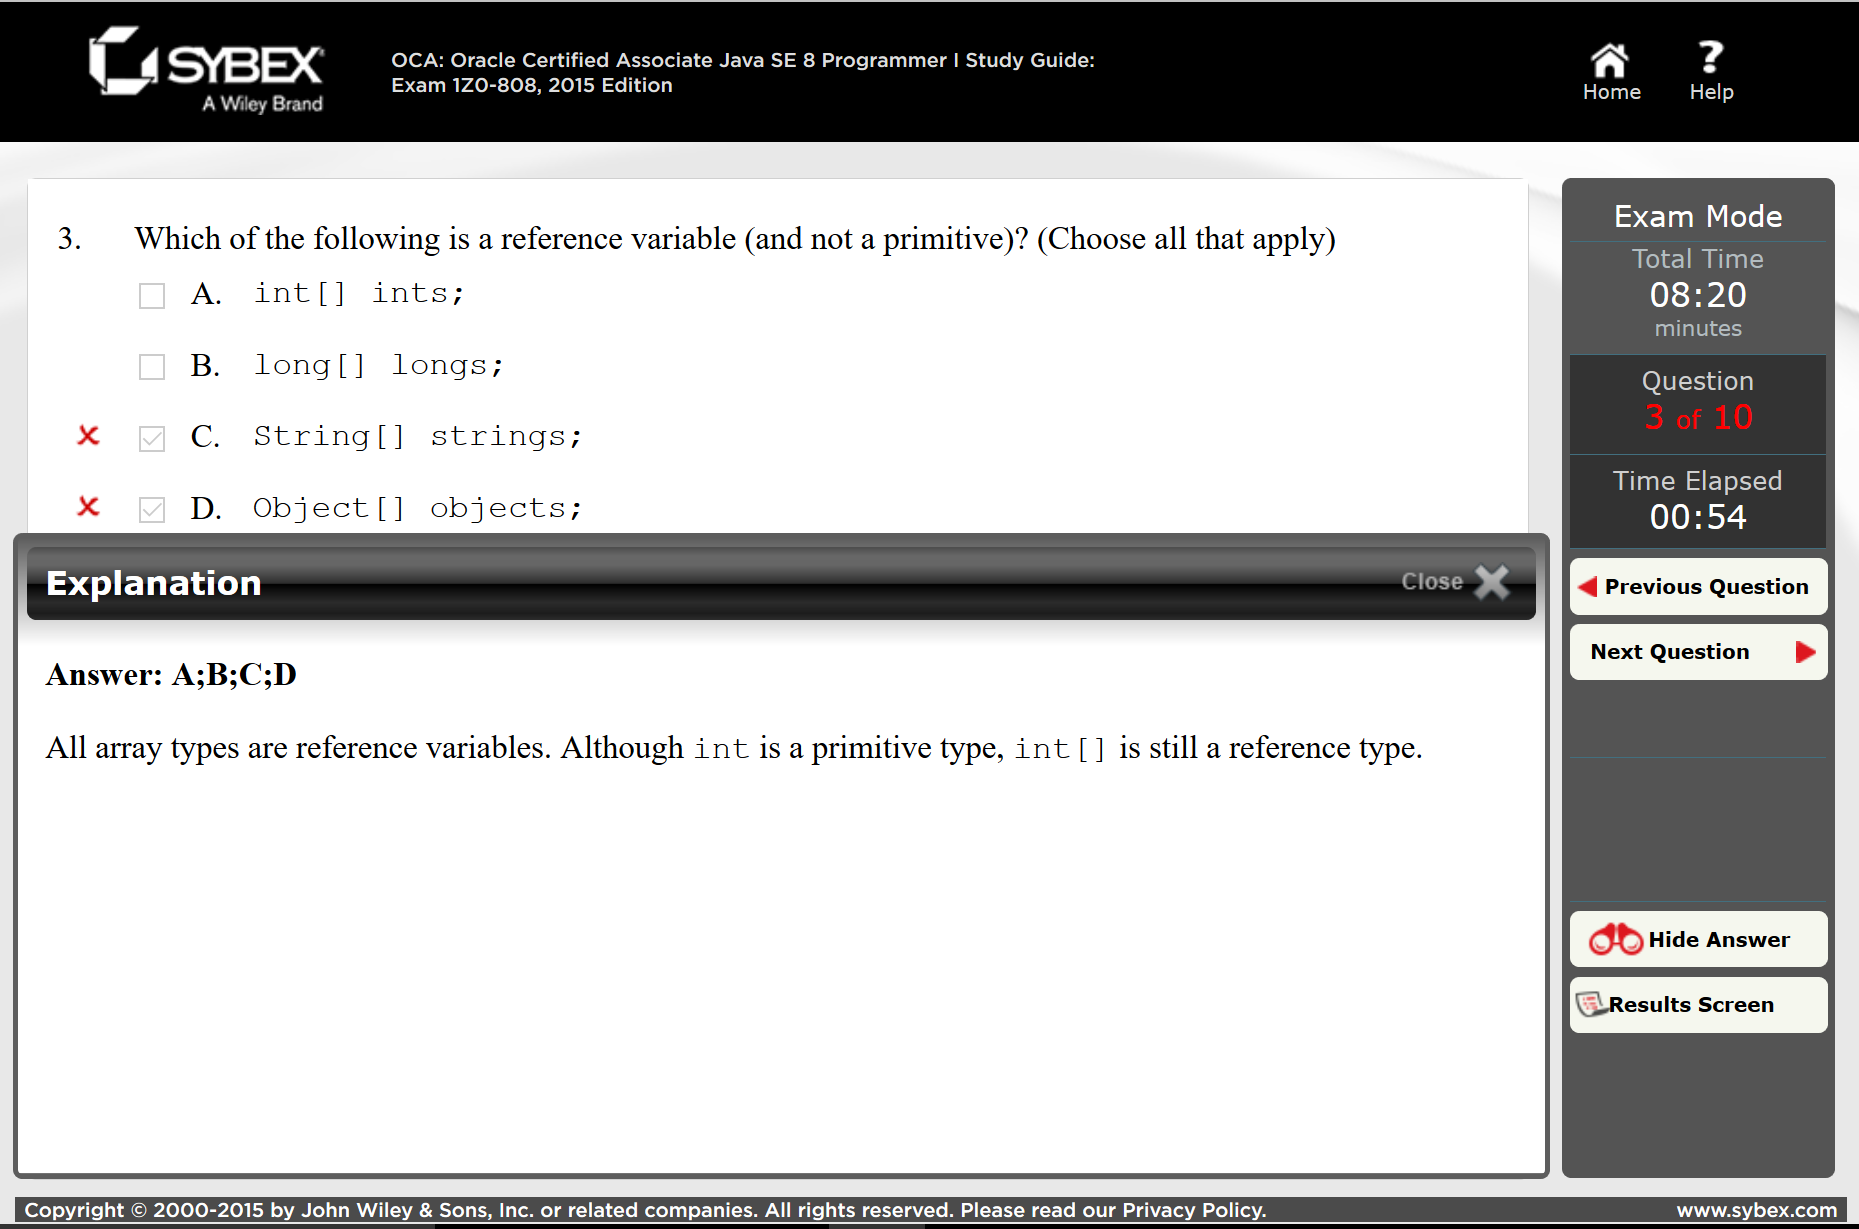 SYBEX
A Wiley Brand
OCA: Oracle Certified Associate Java SE 8 Programmer I Study Guide:
Exam 1Z0-808, 2015 Edition
Home
Help
3. Which of the following is a reference variable (and not a primitive)? (Choose all that apply)
A. int[] ints;
B. long[] longs;
C. String[] strings;
D. Object[] objects;
Explanation
Close
Answer: A;B;C;D
All array types are reference variables. Although int is a primitive type, int[] is still a reference type.
Exam Mode
Total Time
08:20
minutes
Question
3 of 10
Time Elapsed
00:54
Previous Question
Next Question
Hide Answer
Results Screen
Copyright © 2000-2015 by John Wiley & Sons, Inc. or related companies. All rights reserved. Please read our Privacy Policy.
www.sybex.com